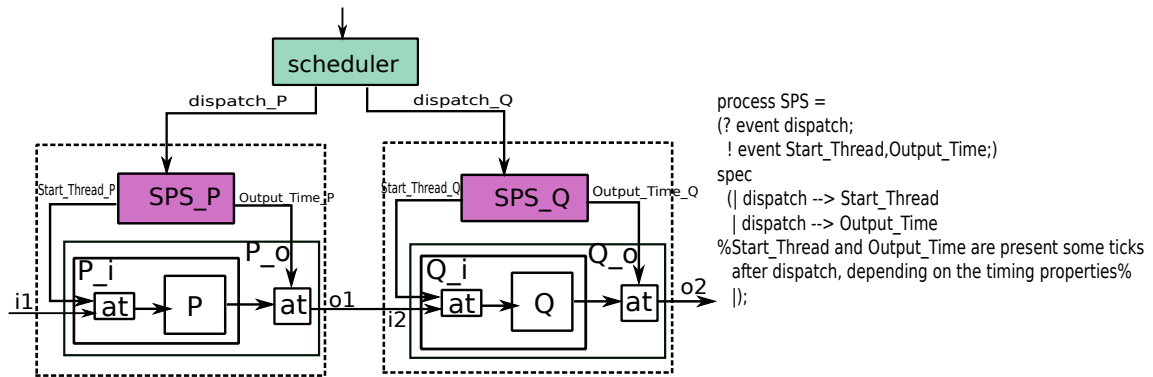 scheduler
dispatch_P
dispatch_Q
Start_Thread_P
SPS_P
Output_Time_P
Start_Thread_Q
SPS_Q
Output_Time_Q
P_o
P_i
at
P
at
i1
o1
Q_o
Q_i
at
Q
at
i2
o2
process SPS =
(? event dispatch;
! event Start_Thread,Output_Time;)
spec
(| dispatch --> Start_Thread
| dispatch --> Output_Time
%Start_Thread and Output_Time are present some ticks
after dispatch, depending on the timing properties%
|);